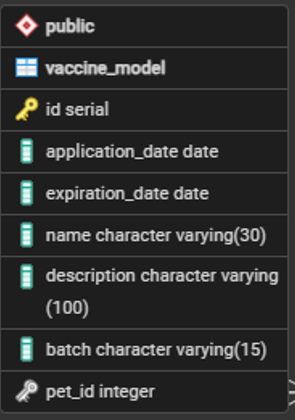 public
vaccine_model
id serial
application_date date
expiration_date date
name character varying(30)
description character varying
(100)
batch character varying(15)
pet_id integer